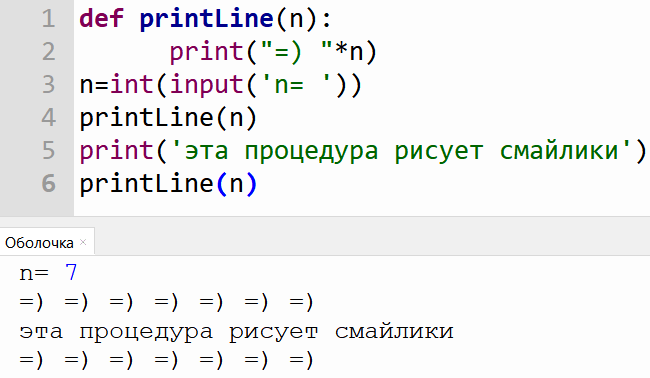 1 def printLine(n):
2 print("=) "*n)
3 n=int(input('n= '))
4 printLine(n)
5 print('эта процедура рисует смайлики')
6 printLine(n)
Оболочка ×
n= 7
=) =) =) =) =) =) =)
эта процедура рисует смайлики
=) =) =) =) =) =) =)